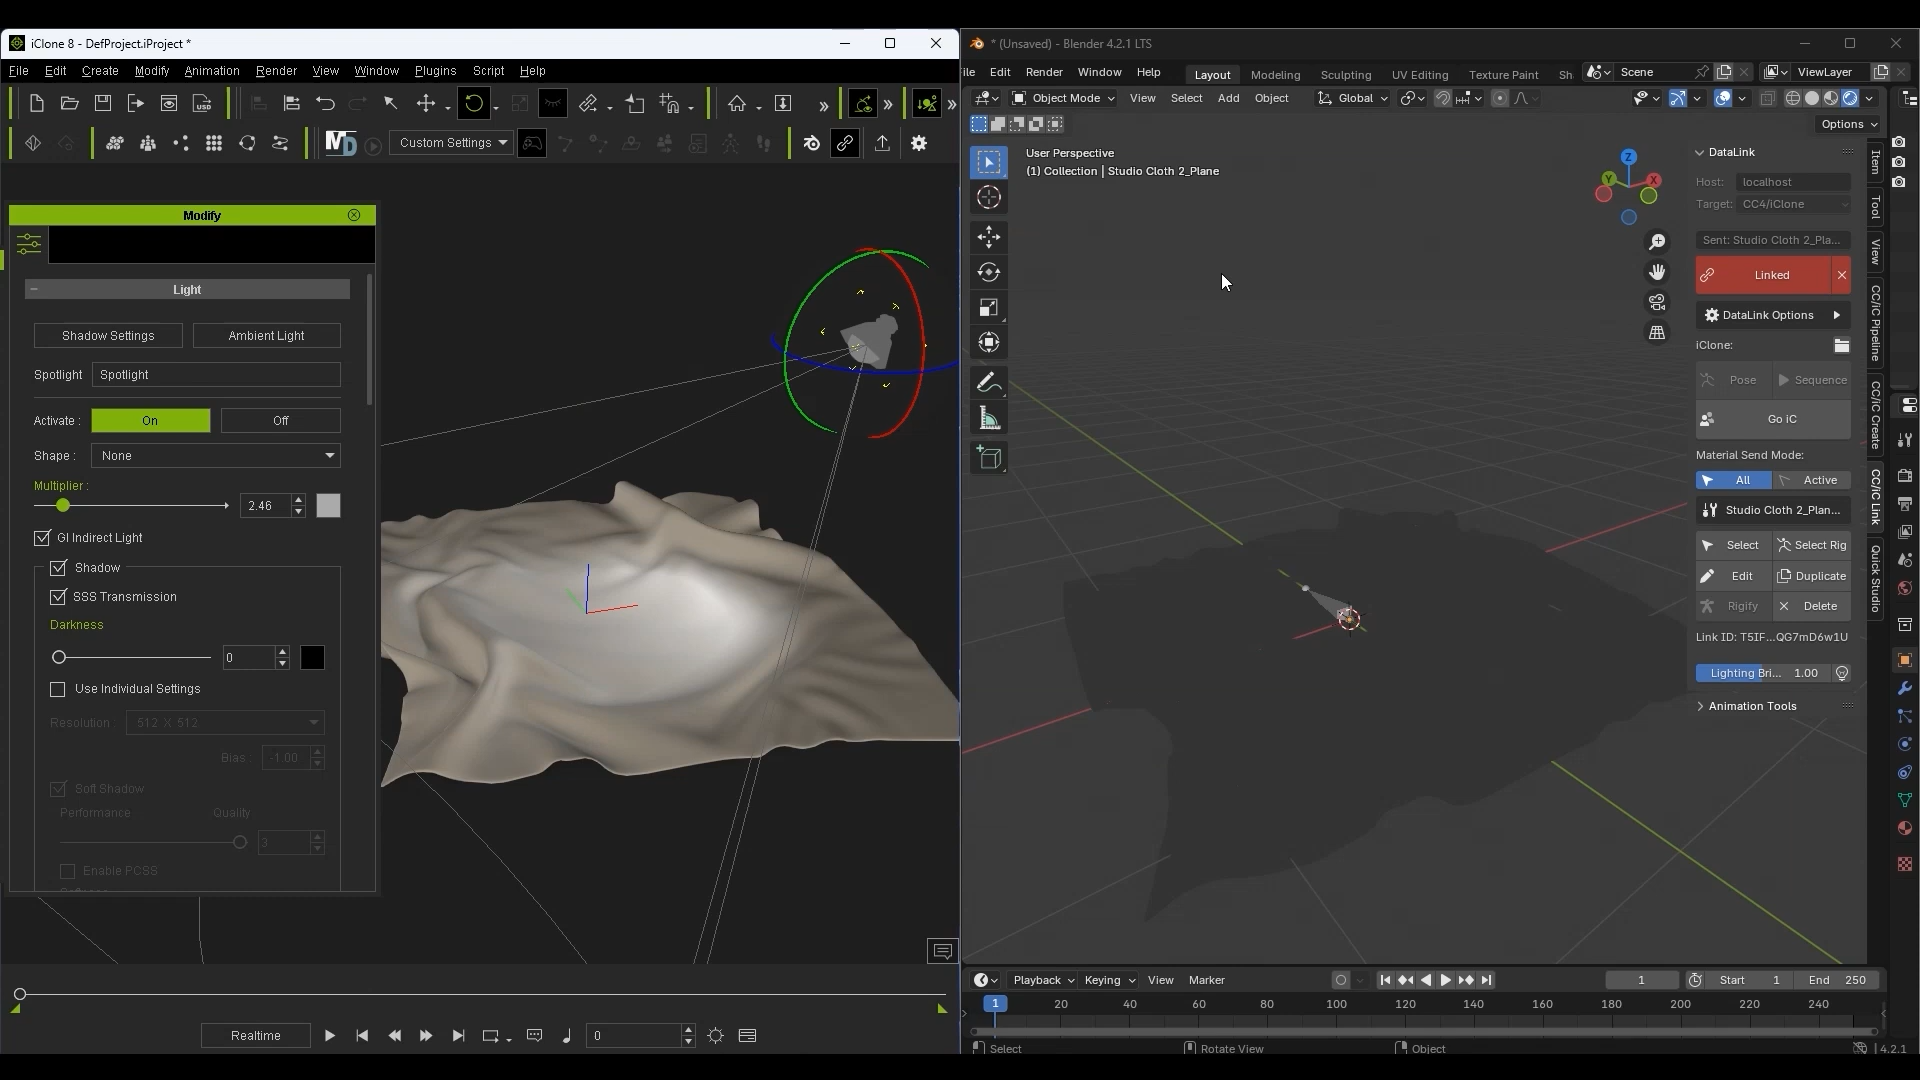 iClone 8 - DefProject.iProject *
File Edit Create Modify Animation Render View Window Plugins Script Help
Custom Settings
Modify
Light
Shadow Settings Ambient Light
Spotlight Spotlight
Activate : On Off
Shape : None
Multiplier :
2.46
GI Indirect Light
Shadow
SSS Transmission
Darkness
0
Use Individual Settings
Resolution : 512 X 512
Bias : -1.00
Soft Shadow
Performance Quality
3
Enable PCSS
Realtime 0
* (Unsaved) - Blender 4.2.1 LTS
ile Edit Render Window Help Layout Modeling Sculpting UV Editing Texture Paint Sh Scene ViewLayer
Object Mode View Select Add Object Global
Options
User Perspective
(1) Collection | Studio Cloth 2_Plane
Z
Y X
DataLink
Host: localhost
Target: CC4/iClone
Sent: Studio Cloth 2_Pla...
Linked
DataLink Options
iClone:
Pose Sequence
Go iC
Material Send Mode:
All Active
Studio Cloth 2_Plan...
Select Select Rig
Edit Duplicate
Rigify Delete
Link ID: T5IF...QG7mD6w1U
Lighting Bri... 1.00
Animation Tools
Item
Tool
View
CC/iC Pipeline
CC/iC Create
CC/iC Link
Quick Studio
Playback Keying View Marker 1 Start 1 End 250
1 20 40 60 80 100 120 140 160 180 200 220 240
Select Rotate View Object 4.2.1